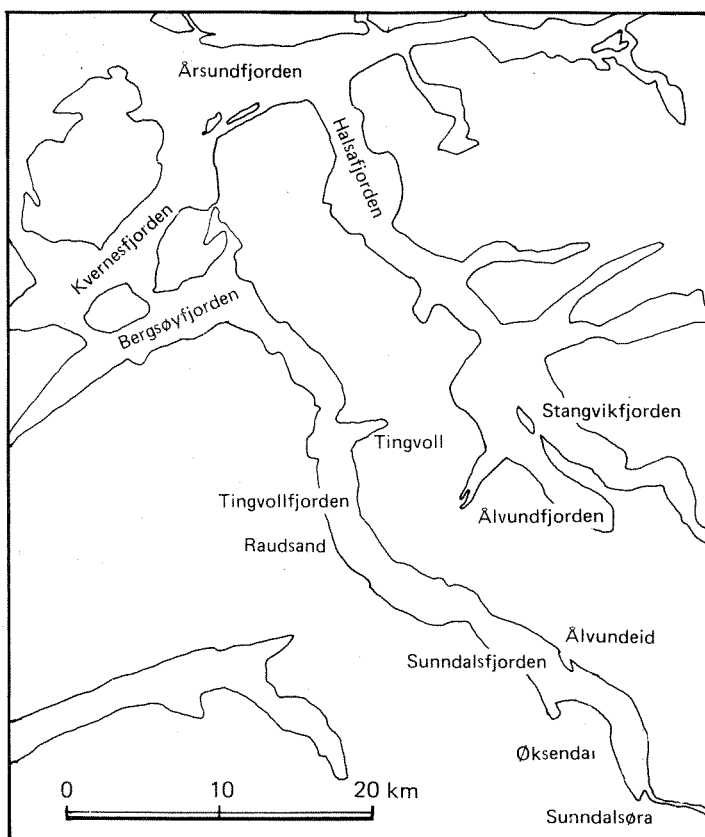 Årsundfjorden
Halsafjorden
Kvernesfjorden
Bergsøyfjorden
Stangvikfjorden
Tingvoll
Tingvollfjorden
Ålvundfjorden
Raudsand
Ålvundeid
Sunndalsfjorden
Øksendal
0 10 20 km
Sunndalsøra